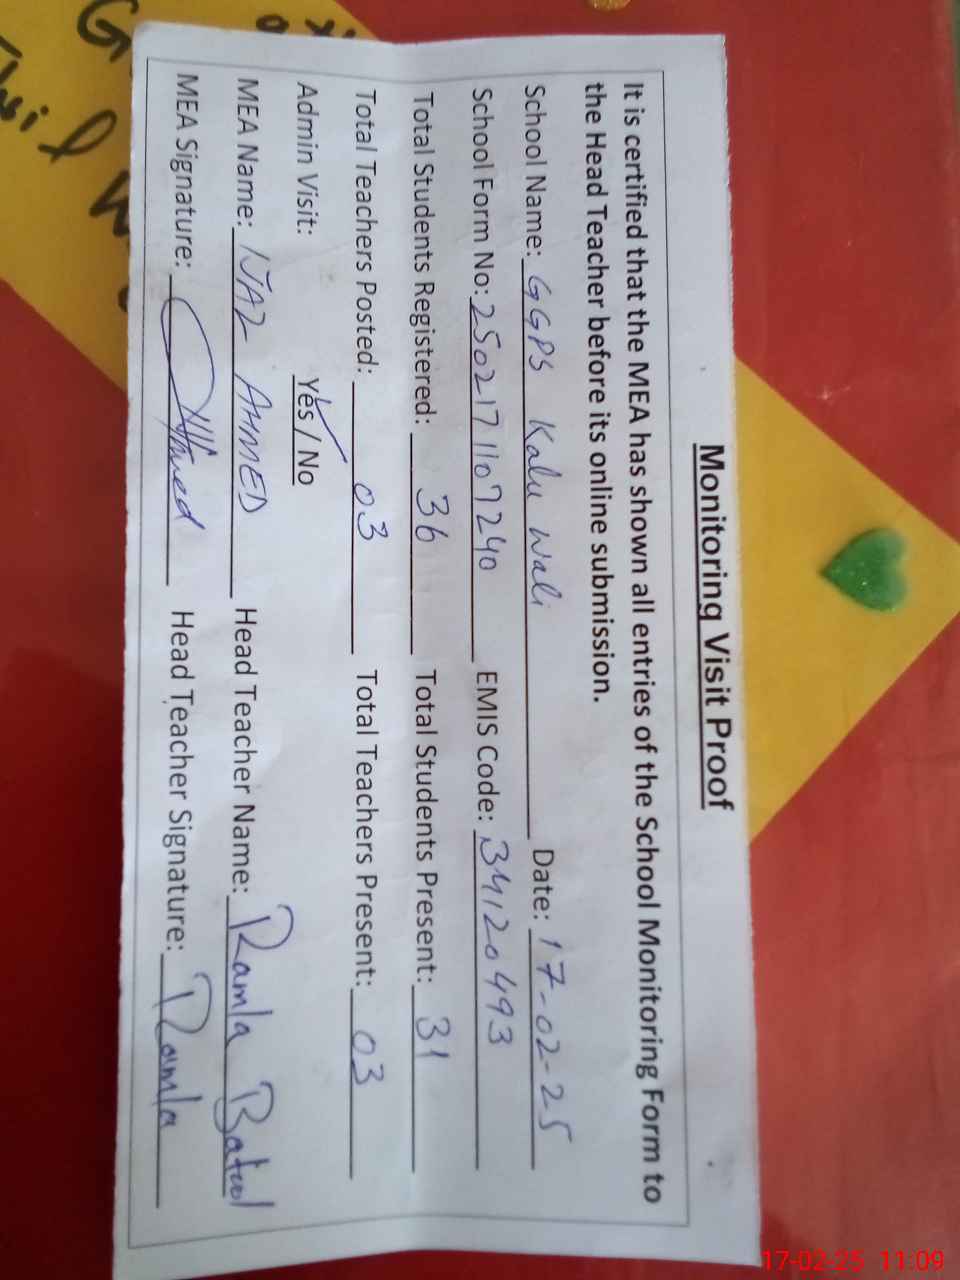 Monitoring Visit Proof
It is certified that the MEA has shown all entries of the School Monitoring Form to
the Head Teacher before its online submission.
School Name: GGPS Kalu Wali Date: 17-02-25
School Form No: 2502171107240 EMIS Code: 34120493
Total Students Registered: 36 Total Students Present: 31
Total Teachers Posted: 03 Total Teachers Present: 03
Admin Visit: Yes / No
MEA Name: IJAZ AHMED Head Teacher Name: Ramla Batool
MEA Signature: Ahmed Head Teacher Signature: Ramla
17-02-25 11:09